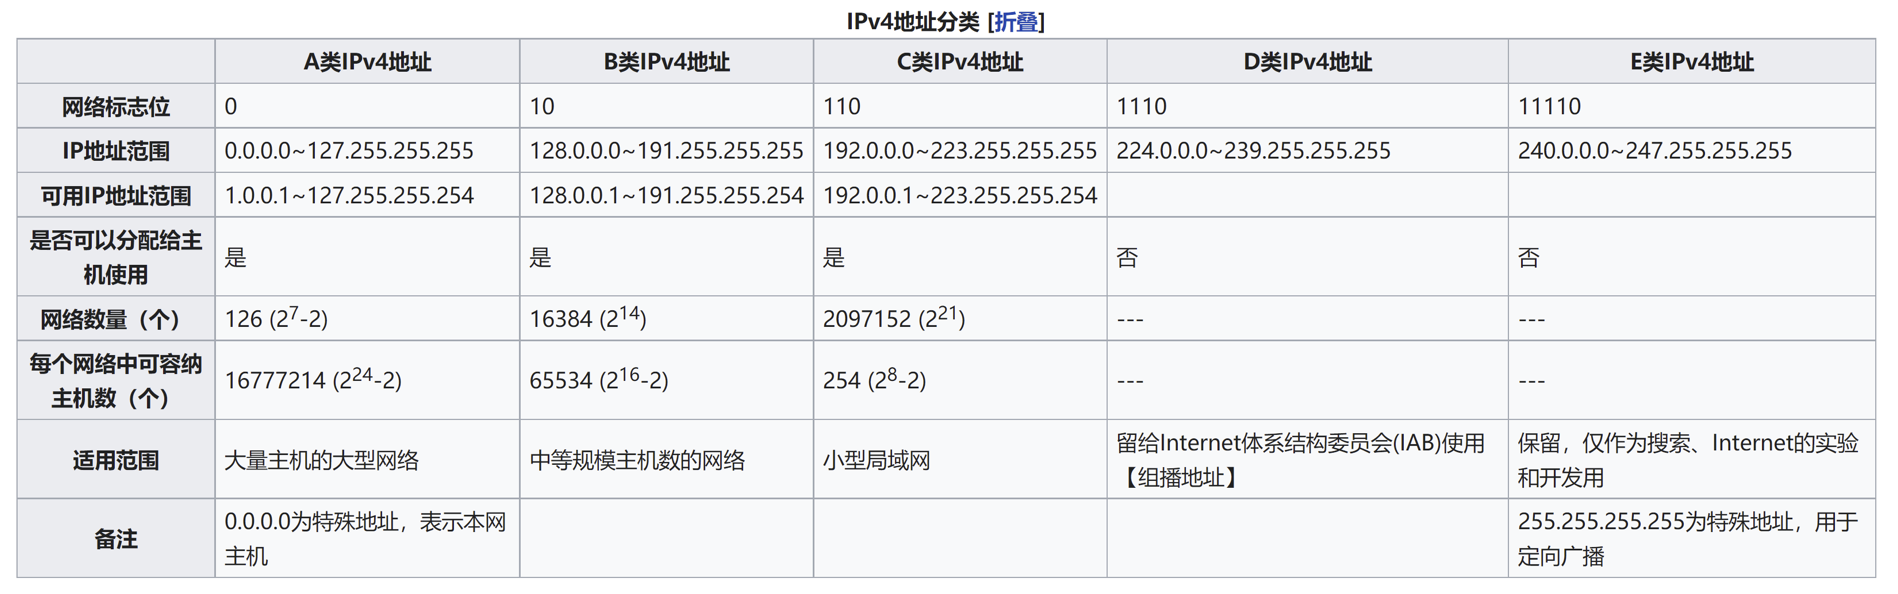 IPv4地址分类 [折叠]
A类IPv4地址 B类IPv4地址 C类IPv4地址 D类IPv4地址 E类IPv4地址
网络标志位 0 10 110 1110 11110
IP地址范围 0.0.0.0~127.255.255.255 128.0.0.0~191.255.255.255 192.0.0.0~223.255.255.255 224.0.0.0~239.255.255.255 240.0.0.0~247.255.255.255
可用IP地址范围 1.0.0.1~127.255.255.254 128.0.0.1~191.255.255.254 192.0.0.1~223.255.255.254
是否可以分配给主
机使用
是 是 是 否 否
网络数量（个） 126 (2⁷-2) 16384 (2¹⁴) 2097152 (2²¹) --- ---
每个网络中可容纳
主机数（个）
16777214 (2²⁴-2) 65534 (2¹⁶-2) 254 (2⁸-2) --- ---
适用范围 大量主机的大型网络 中等规模主机数的网络 小型局域网
留给Internet体系结构委员会(IAB)使用
【组播地址】
保留，仅作为搜索、Internet的实验
和开发用
备注
0.0.0.0为特殊地址，表示本网
主机
255.255.255.255为特殊地址，用于
定向广播